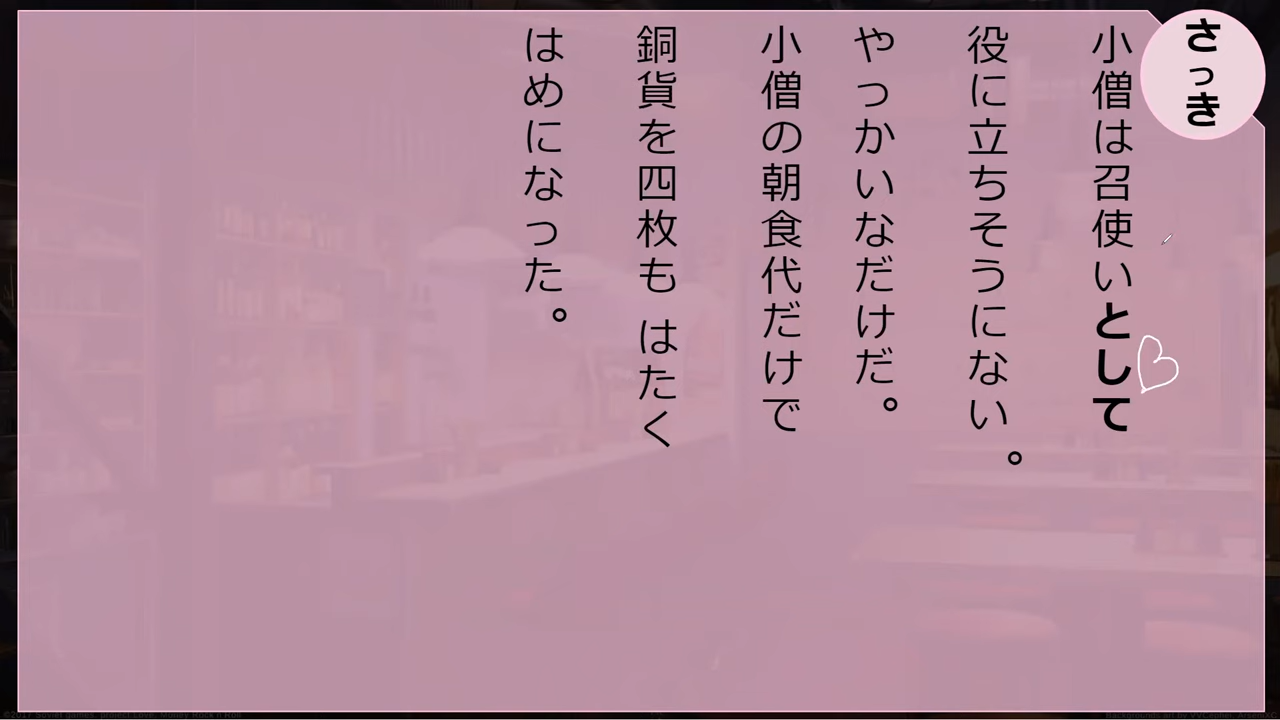 さっき
小僧は召使いとして
役に立ちそうにない。
やっかいなだけだ。
小僧の朝食代だけで
銅貨を四枚も はたく
はめになった。